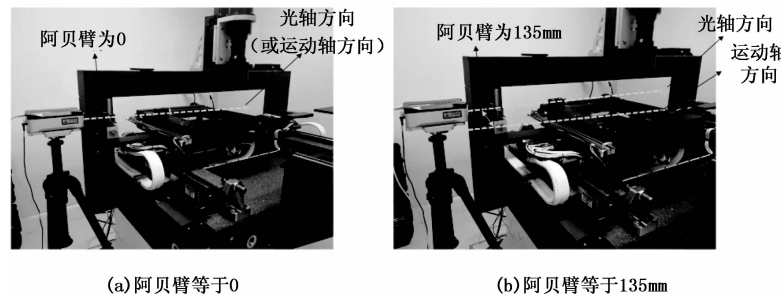 阿贝臂为0
光轴方向
（或运动轴方向）
阿贝臂为135mm
光轴方向
运动轴
方向
(a)阿贝臂等于0
(b)阿贝臂等于135mm